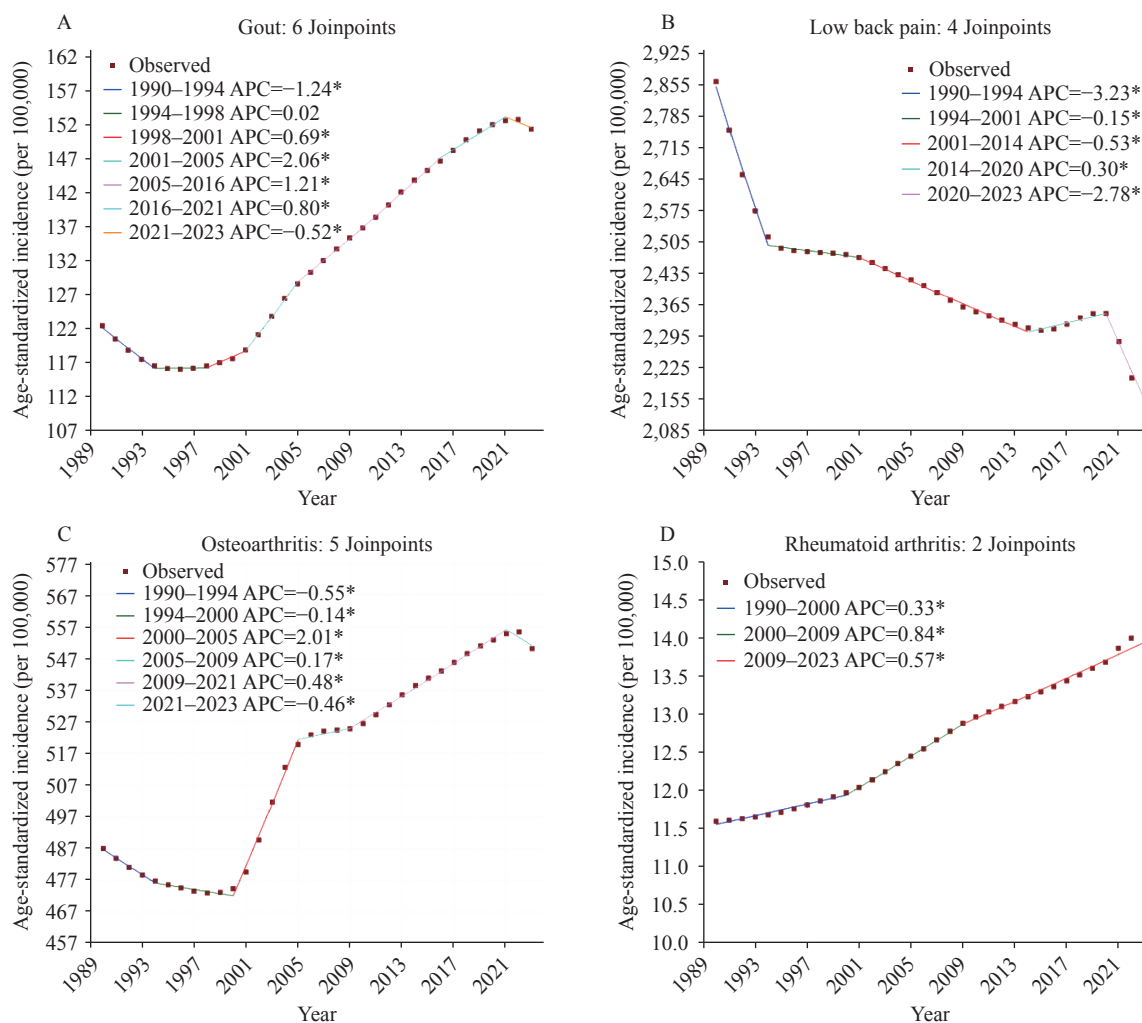 A
Gout: 6 Joinpoints
Age-standardized incidence (per 100,000)
162
157
152
147
142
137
132
127
122
117
112
107
Observed
1990–1994 APC=−1.24*
1994–1998 APC=0.02
1998–2001 APC=0.69*
2001–2005 APC=2.06*
2005–2016 APC=1.21*
2016–2021 APC=0.80*
2021–2023 APC=−0.52*
1989
1993
1997
2001
2005
2009
2013
2017
2021
Year
B
Low back pain: 4 Joinpoints
Age-standardized incidence (per 100,000)
2,925
2,855
2,785
2,715
2,645
2,575
2,505
2,435
2,365
2,295
2,225
2,155
2,085
Observed
1990–1994 APC=−3.23*
1994–2001 APC=−0.15*
2001–2014 APC=−0.53*
2014–2020 APC=0.30*
2020–2023 APC=−2.78*
1989
1993
1997
2001
2005
2009
2013
2017
2021
Year
C
Osteoarthritis: 5 Joinpoints
Age-standardized incidence (per 100,000)
577
567
557
547
537
527
517
507
497
487
477
467
457
Observed
1990–1994 APC=−0.55*
1994–2000 APC=−0.14*
2000–2005 APC=2.01*
2005–2009 APC=0.17*
2009–2021 APC=0.48*
2021–2023 APC=−0.46*
1989
1993
1997
2001
2005
2009
2013
2017
2021
Year
D
Rheumatoid arthritis: 2 Joinpoints
Age-standardized incidence (per 100,000)
15.0
14.5
14.0
13.5
13.0
12.5
12.0
11.5
11.0
10.5
10.0
Observed
1990–2000 APC=0.33*
2000–2009 APC=0.84*
2009–2023 APC=0.57*
1989
1993
1997
2001
2005
2009
2013
2017
2021
Year